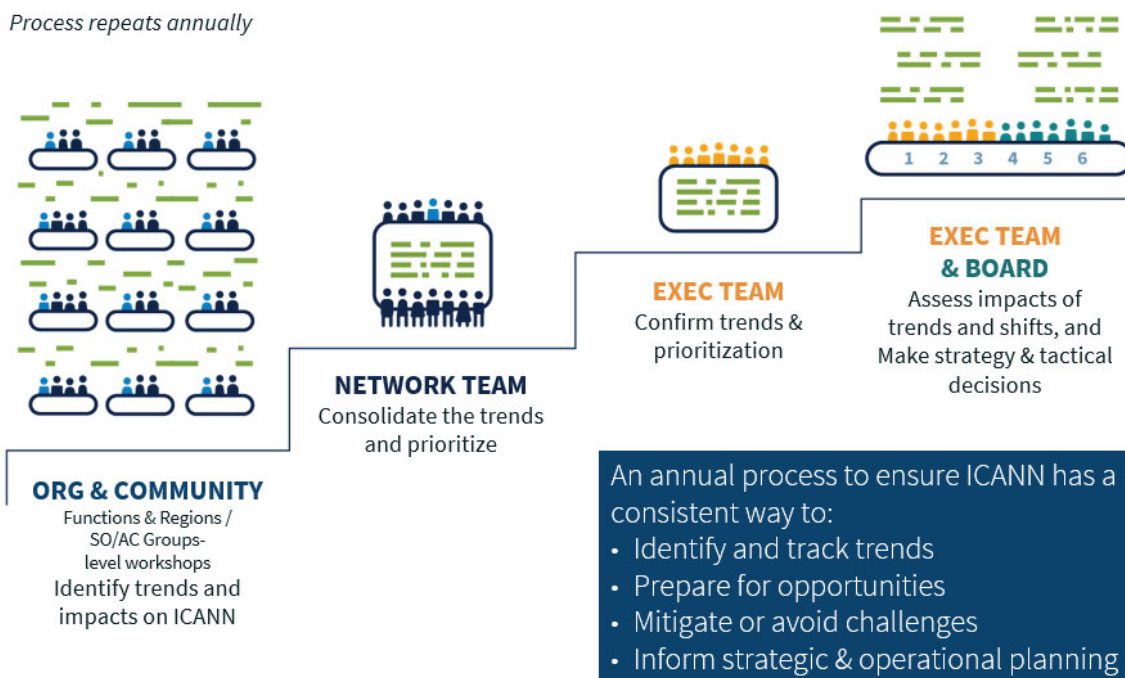 Process repeats annually
1 2 3 4 5 6
EXEC TEAM
& BOARD
Assess impacts of
trends and shifts, and
Make strategy & tactical
decisions
EXEC TEAM
Confirm trends &
prioritization
NETWORK TEAM
Consolidate the trends
and prioritize
ORG & COMMUNITY
Functions & Regions /
SO/AC Groups-
level workshops
Identify trends and
impacts on ICANN
An annual process to ensure ICANN has a
consistent way to:
• Identify and track trends
• Prepare for opportunities
• Mitigate or avoid challenges
• Inform strategic & operational planning